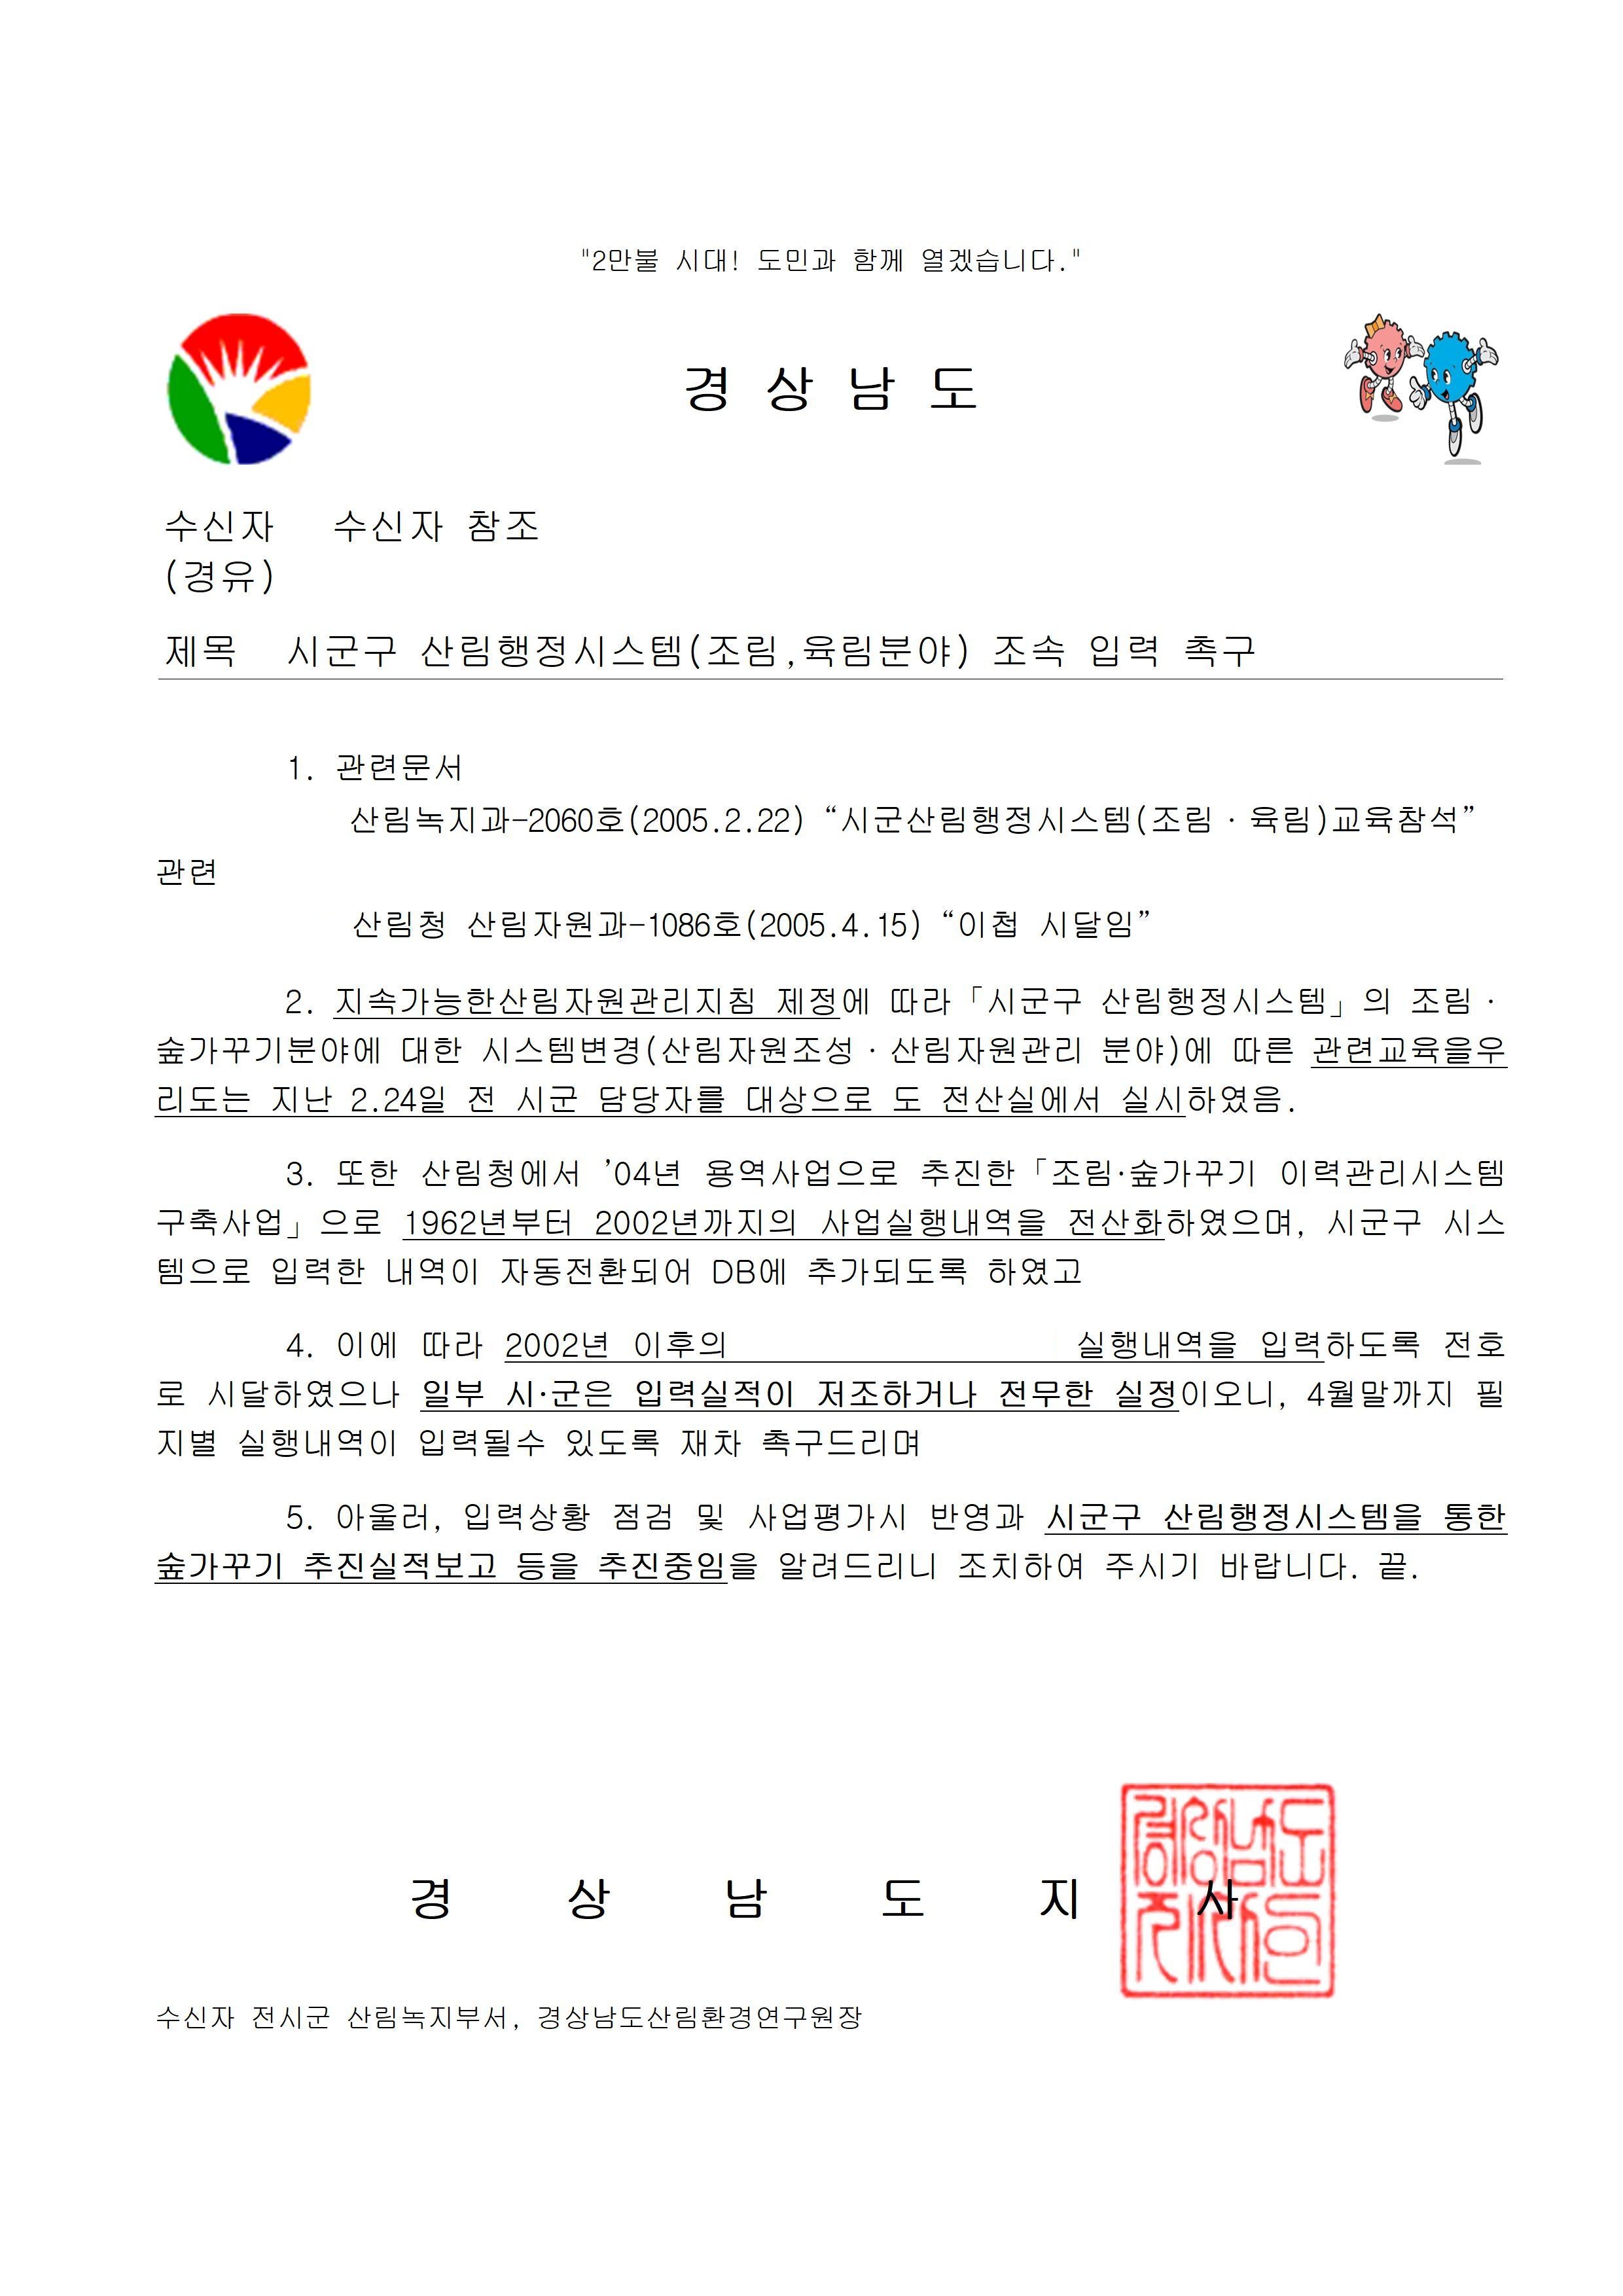 "2만불 시대! 도민과 함께 열겠습니다."
경 상 남 도
수신자 수신자 참조
(경유)
제목 시군구 산림행정시스템(조림,육림분야) 조속 입력 촉구
1. 관련문서
산림녹지과-2060호(2005.2.22) “시군산림행정시스템(조림·육림)교육참석”
관련
산림청 산림자원과-1086호(2005.4.15) “이첩 시달임”
2. 지속가능한산림자원관리지침 제정에 따라「시군구 산림행정시스템」의 조림·
숲가꾸기분야에 대한 시스템변경(산림자원조성·산림자원관리 분야)에 따른 관련교육을우
리도는 지난 2.24일 전 시군 담당자를 대상으로 도 전산실에서 실시하였음.
3. 또한 산림청에서 ’04년 용역사업으로 추진한「조림·숲가꾸기 이력관리시스템
구축사업」으로 1962년부터 2002년까지의 사업실행내역을 전산화하였으며, 시군구 시스
템으로 입력한 내역이 자동전환되어 DB에 추가되도록 하였고
4. 이에 따라 2002년 이후의 실행내역을 입력하도록 전호
로 시달하였으나 일부 시·군은 입력실적이 저조하거나 전무한 실정이오니, 4월말까지 필
지별 실행내역이 입력될수 있도록 재차 촉구드리며
5. 아울러, 입력상황 점검 및 사업평가시 반영과 시군구 산림행정시스템을 통한
숲가꾸기 추진실적보고 등을 추진중임을 알려드리니 조치하여 주시기 바랍니다. 끝.
경 상 남 도 지 사
수신자 전시군 산림녹지부서, 경상남도산림환경연구원장